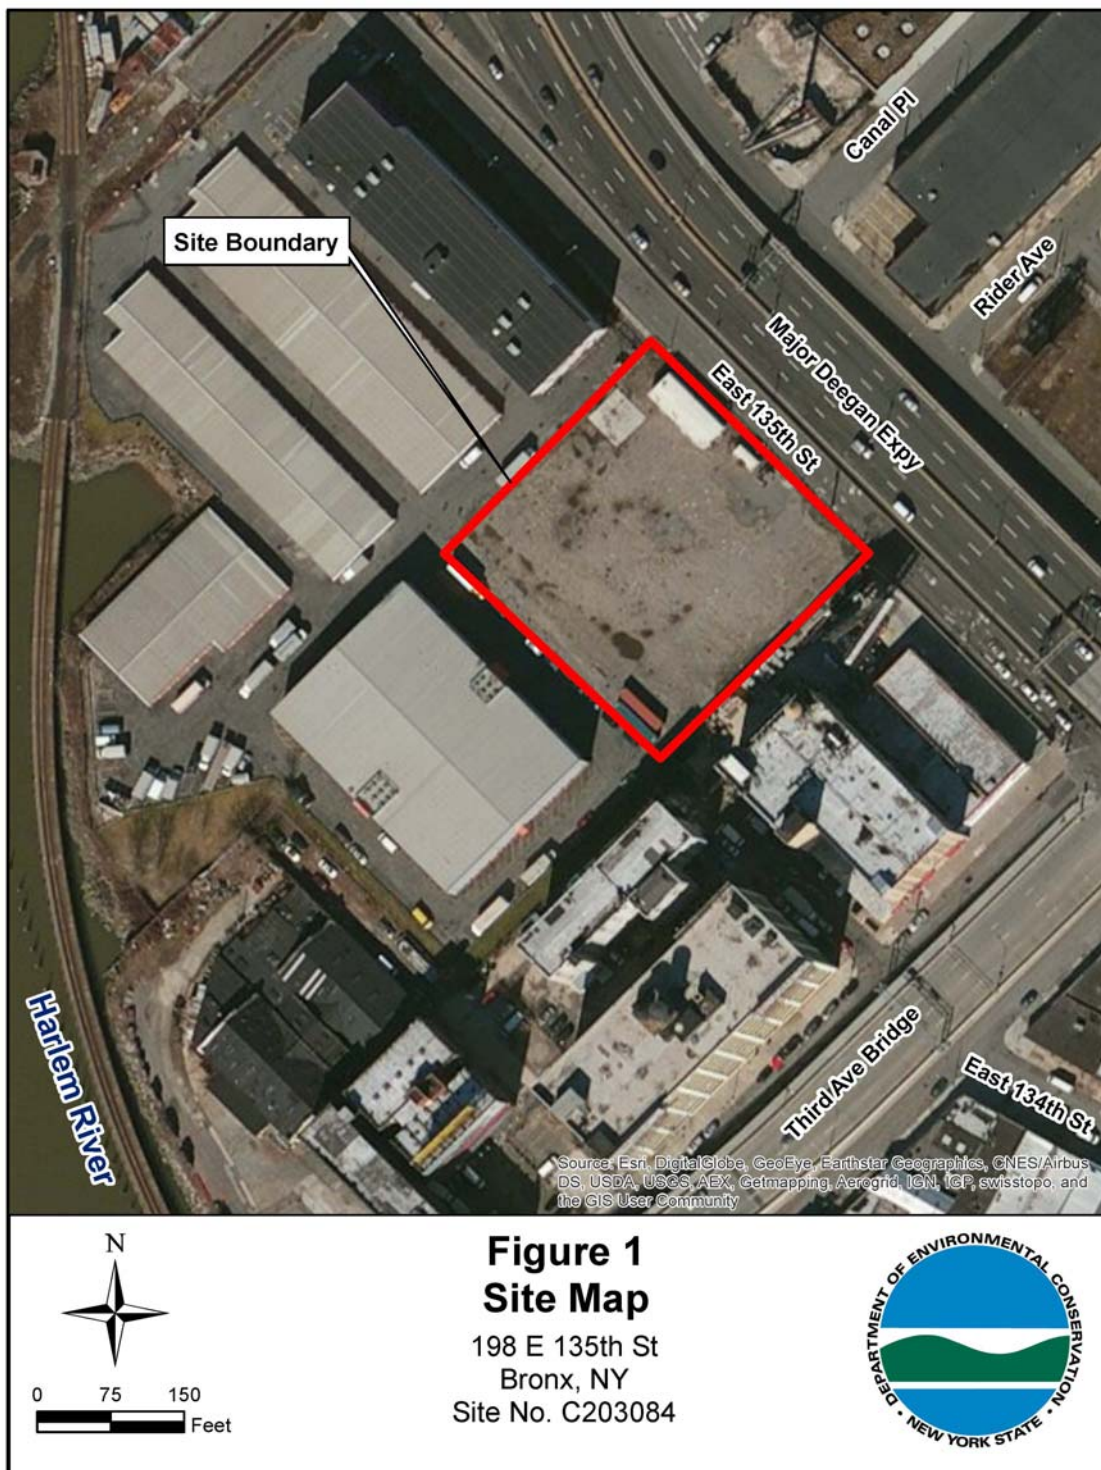 Canal Pl
Rider Ave
Site Boundary
Major Deegan Expy
East 135th St
Harlem River
Third Ave Bridge
East 134th St
Source: Esri, DigitalGlobe, GeoEye, Earthstar Geographics, CNES/Airbus
DS, USDA, USGS, AEX, Getmapping, Aerogrid, IGN, IGP, swisstopo, and
the GIS User Community
N
0 75 150
Feet
Figure 1
Site Map
198 E 135th St
Bronx, NY
Site No. C203084
DEPARTMENT OF ENVIRONMENTAL CONSERVATION
• NEW YORK STATE •